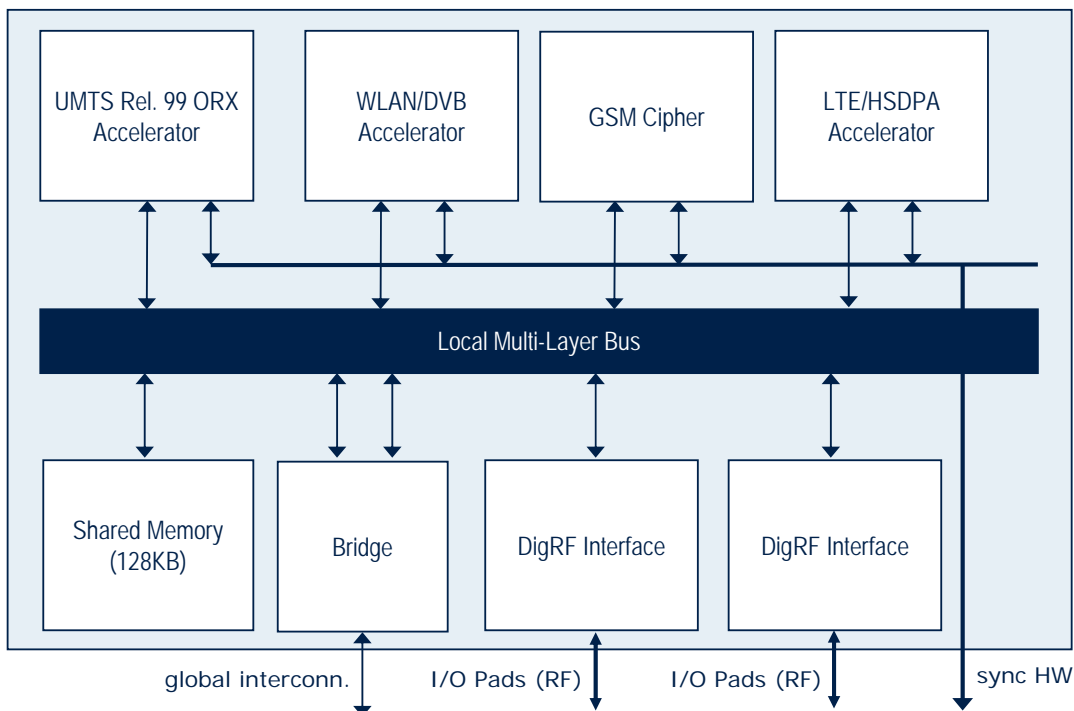 UMTS Rel. 99 ORX
Accelerator
WLAN/DVB
Accelerator
GSM Cipher
LTE/HSDPA
Accelerator
Local Multi-Layer Bus
Shared Memory
(128KB)
Bridge
DigRF Interface
DigRF Interface
global interconn.
I/O Pads (RF)
I/O Pads (RF)
sync HW